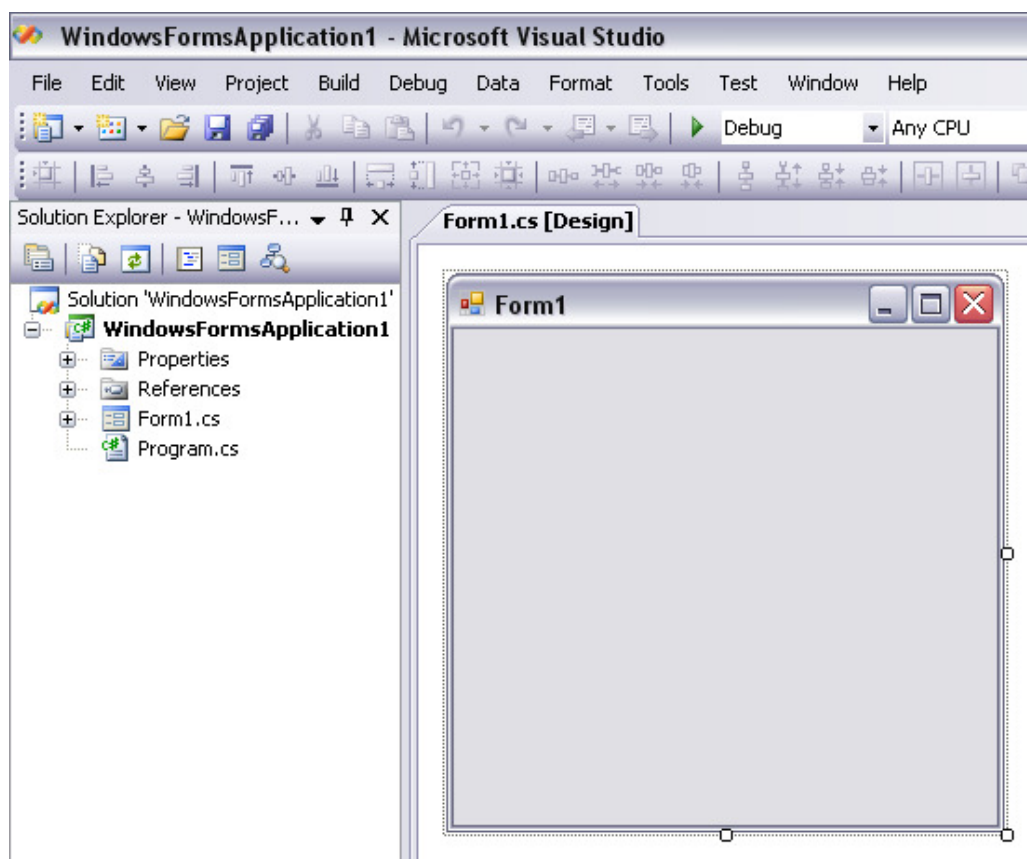 WindowsFormsApplication1 - Microsoft Visual Studio
File Edit View Project Build Debug Data Format Tools Test Window Help
Debug Any CPU
Solution Explorer - WindowsF...
Form1.cs [Design]
Solution 'WindowsFormsApplication1'
WindowsFormsApplication1
Properties
References
Form1.cs
Program.cs
Form1